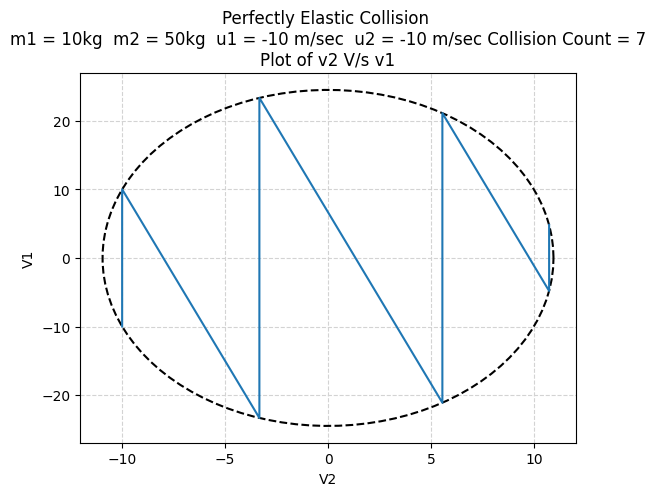 Perfectly Elastic Collision
m1 = 10kg  m2 = 50kg  u1 = -10 m/sec  u2 = -10 m/sec Collision Count = 7
Plot of v2 V/s v1
20
10
0
−10
−20
V1
−10
−5
0
5
10
V2